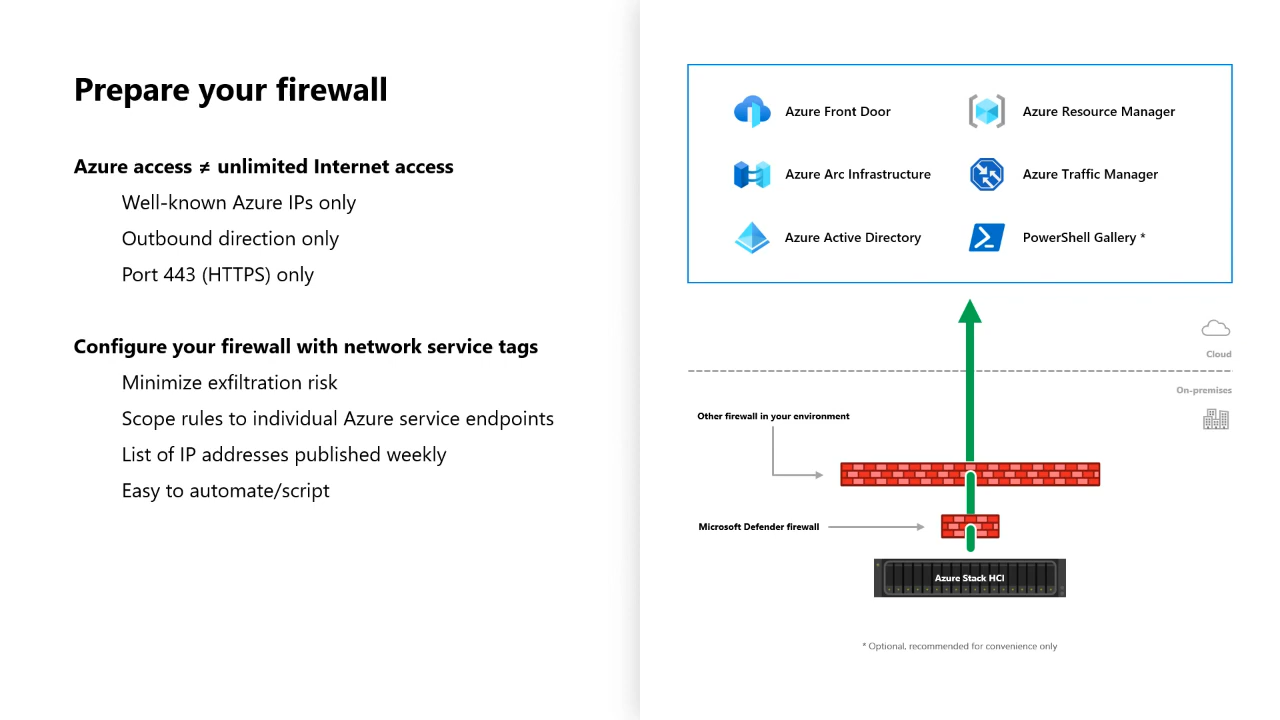 Prepare your firewall
Azure access ≠ unlimited Internet access
Well-known Azure IPs only
Outbound direction only
Port 443 (HTTPS) only
Configure your firewall with network service tags
Minimize exfiltration risk
Scope rules to individual Azure service endpoints
List of IP addresses published weekly
Easy to automate/script
Azure Front Door
Azure Resource Manager
Azure Arc Infrastructure
Azure Traffic Manager
Azure Active Directory
PowerShell Gallery *
Cloud
On-premises
Other firewall in your environment
Microsoft Defender firewall
Azure Stack HCI
* Optional, recommended for convenience only